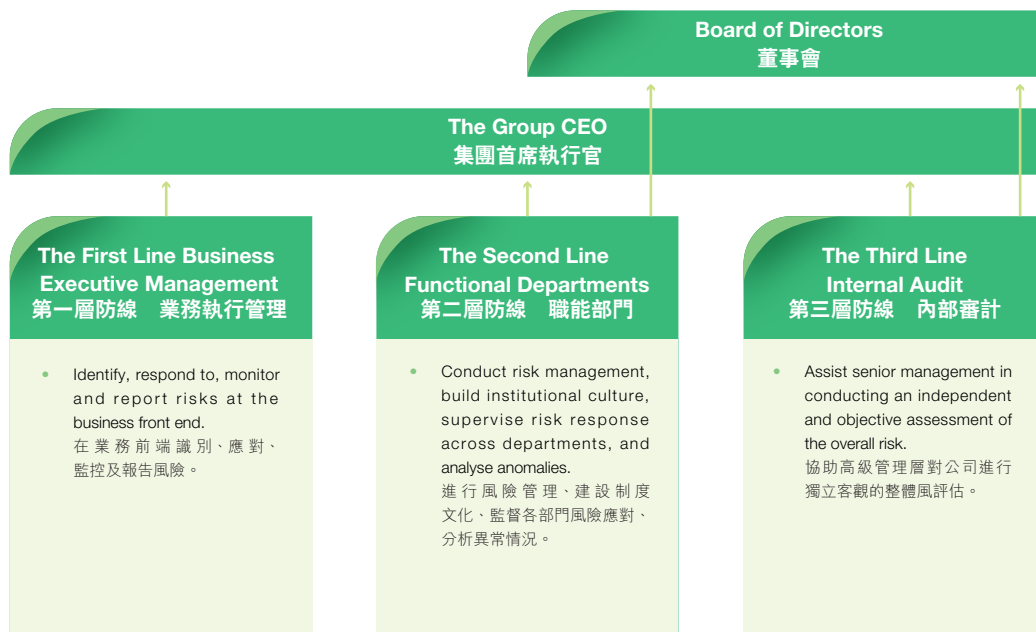 Board of Directors
董事會
The Group CEO
集團首席執行官
The First Line Business
Executive Management
第一層防線 業務執行管理
• Identify, respond to, monitor
and report risks at the
business front end.
在業務前端識別、應對、
監控及報告風險。
The Second Line
Functional Departments
第二層防線 職能部門
• Conduct risk management,
build institutional culture,
supervise risk response
across departments, and
analyse anomalies.
進行風險管理、建設制度
文化、監督各部門風險應對、
分析異常情況。
The Third Line
Internal Audit
第三層防線 內部審計
• Assist senior management in
conducting an independent
and objective assessment of
the overall risk.
協助高級管理層對公司進行
獨立客觀的整體風評估。